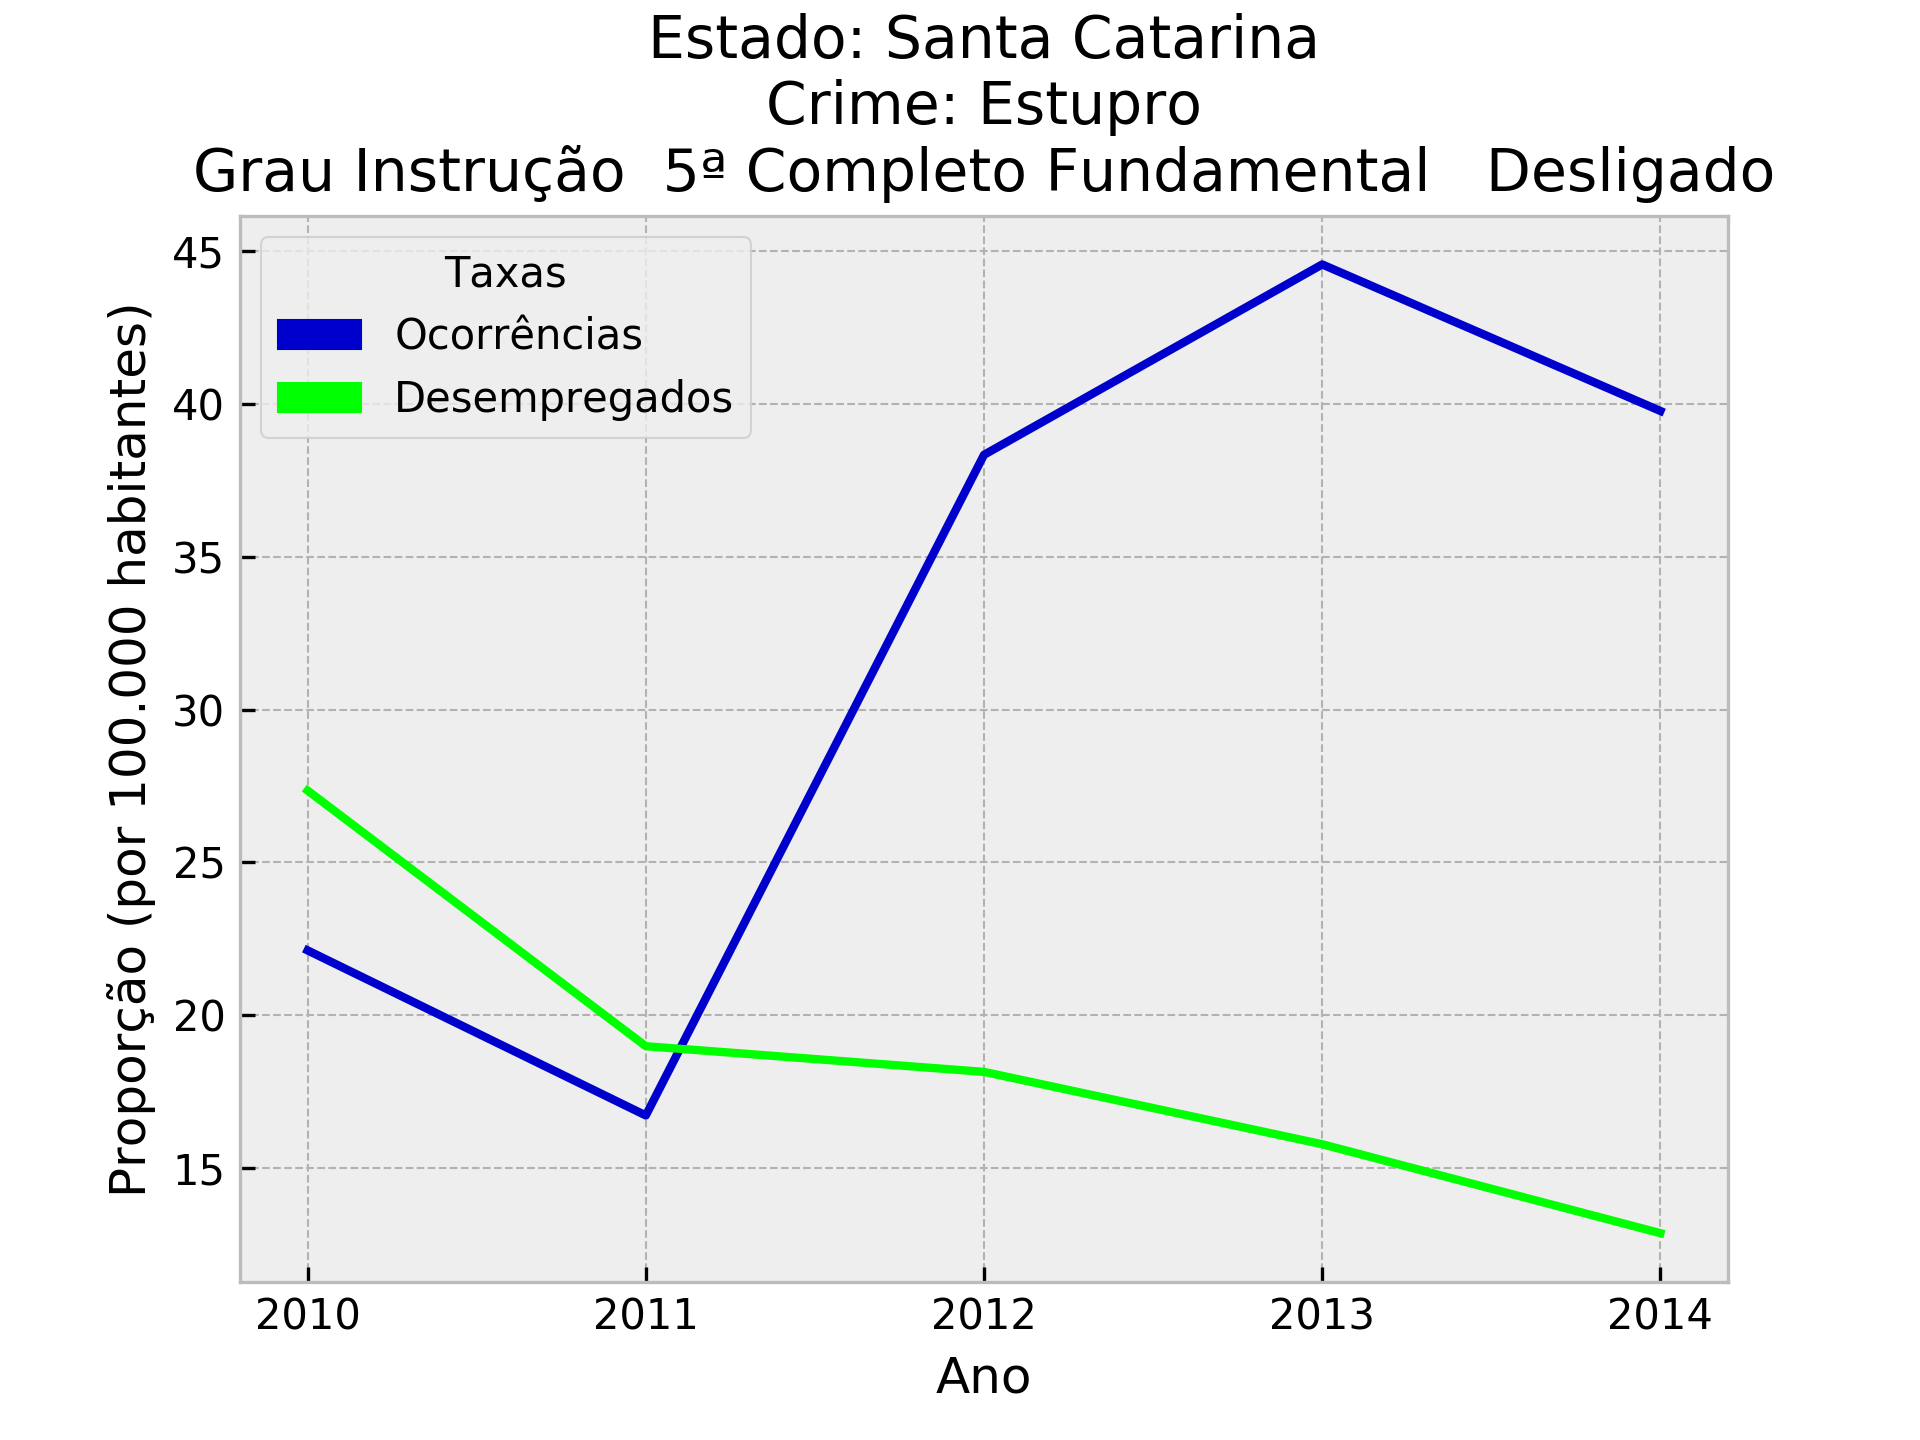 Estado: Santa Catarina
Crime: Estupro
Grau Instrução  5ª Completo Fundamental   Desligado
Taxas
Ocorrências
Desempregados
Proporção (por 100.000 habitantes)
45
40
35
30
25
20
15
2010 2011 2012 2013 2014
Ano